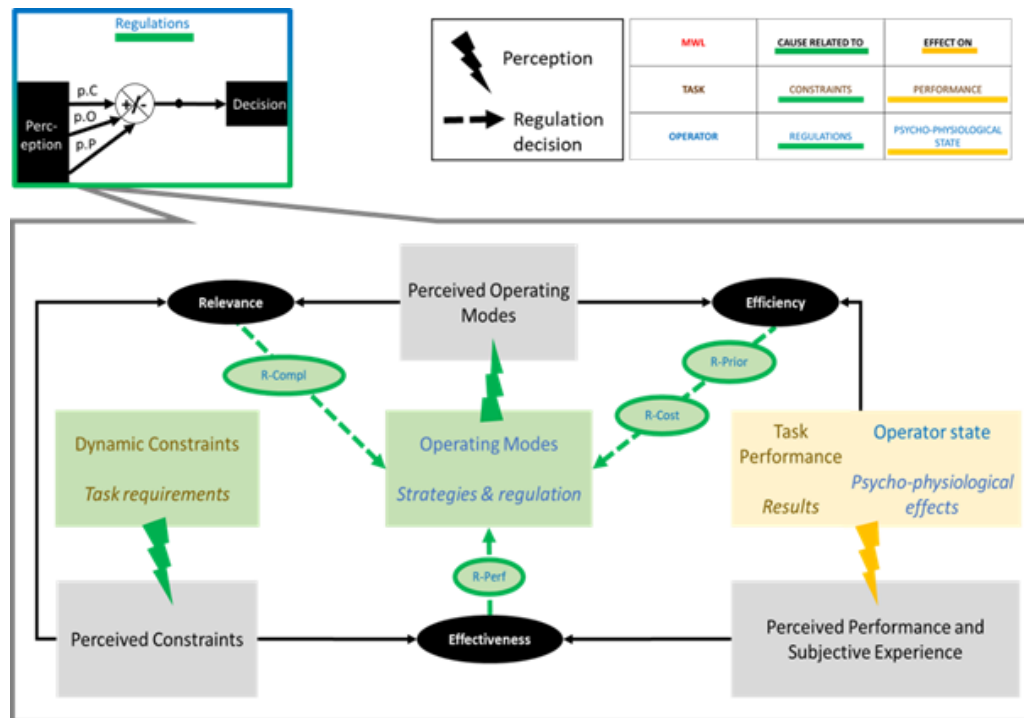 Regulations
Perc-
eption
p.C
p.O
p.P
+/-
Decision
Perception
Regulation
decision
MWL
CAUSE RELATED TO
EFFECT ON
TASK
CONSTRAINTS
PERFORMANCE
OPERATOR
REGULATIONS
PSYCHO-PHYSIOLOGICAL
STATE
Relevance
Perceived Operating
Modes
Efficiency
R-Compl
R-Prior
R-Cost
Dynamic Constraints
Task requirements
Operating Modes
Strategies & regulation
Task
Performance
Results
Operator state
Psycho-physiological
effects
R-Perf
Perceived Constraints
Effectiveness
Perceived Performance and
Subjective Experience